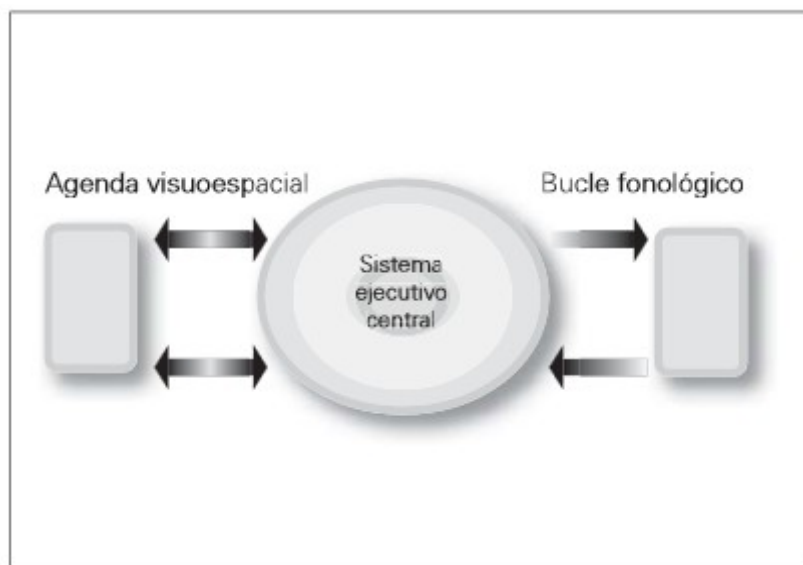 Agenda visuoespacial
Bucle fonológico
Sistema
ejecutivo
central